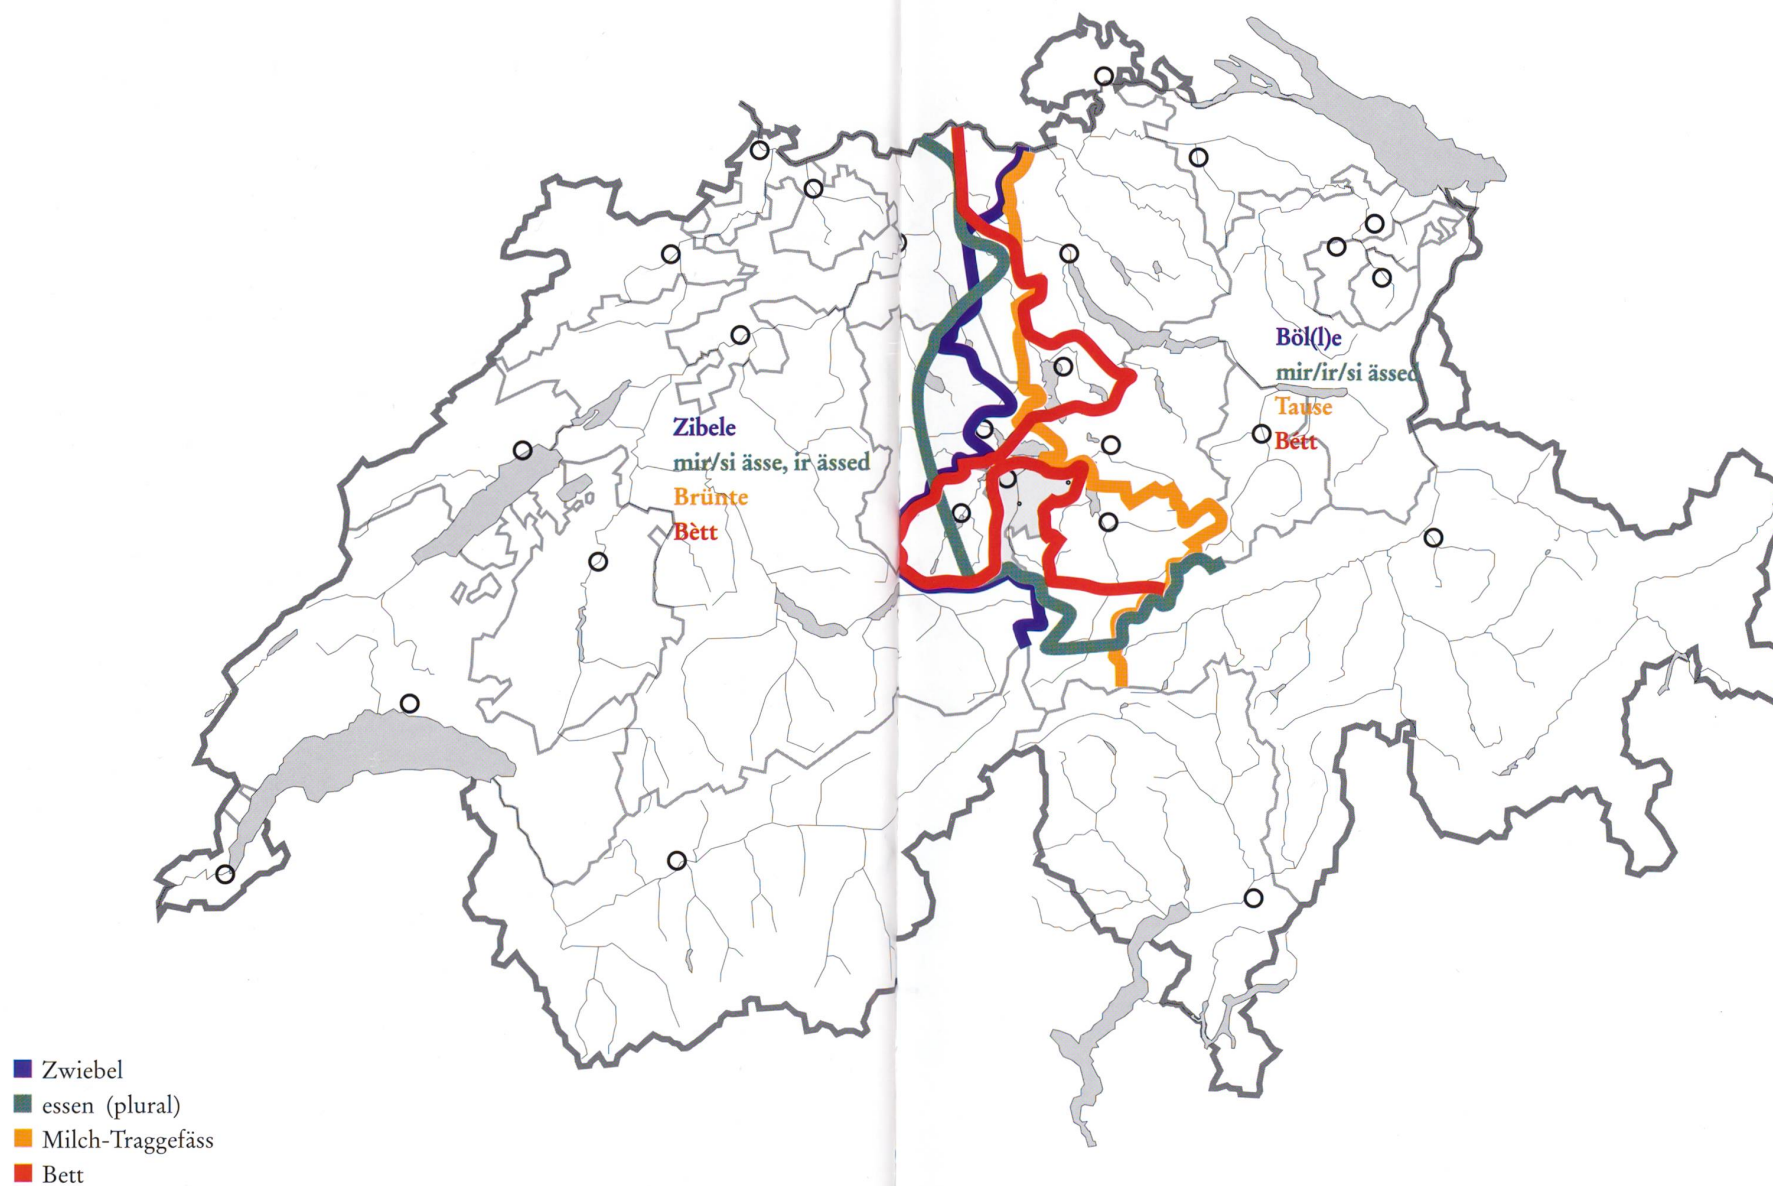 Zibele
mir/si ässe, ir ässed
Brünte
Bètt
Böl(l)e
mir/ir/si ässed
Tause
Bétt
Zwiebel
essen (plural)
Milch-Traggefäss
Bett